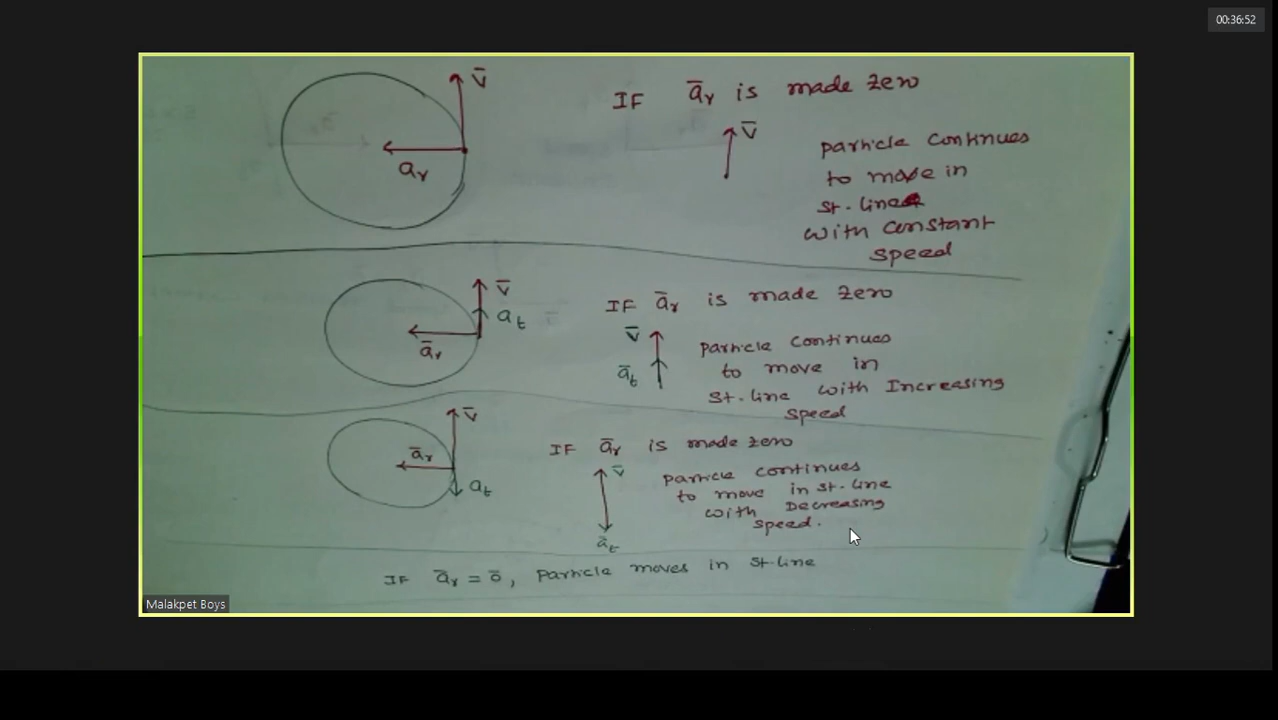 00:36:52
v̄
aᵣ
IF āᵣ is made zero
v̄
particle continues
to move in
st. line
with constant
speed
v̄
aₜ
āᵣ
IF āᵣ is made zero
v̄
āₜ
particle continues
to move in
st. line with Increasing
speed
v̄
āᵣ
aₜ
IF āᵣ is made zero
v̄
āₜ
particle continues
to move in st. line
with Decreasing
speed.
IF āᵣ = ō, particle moves in st. line
Malakpet Boys